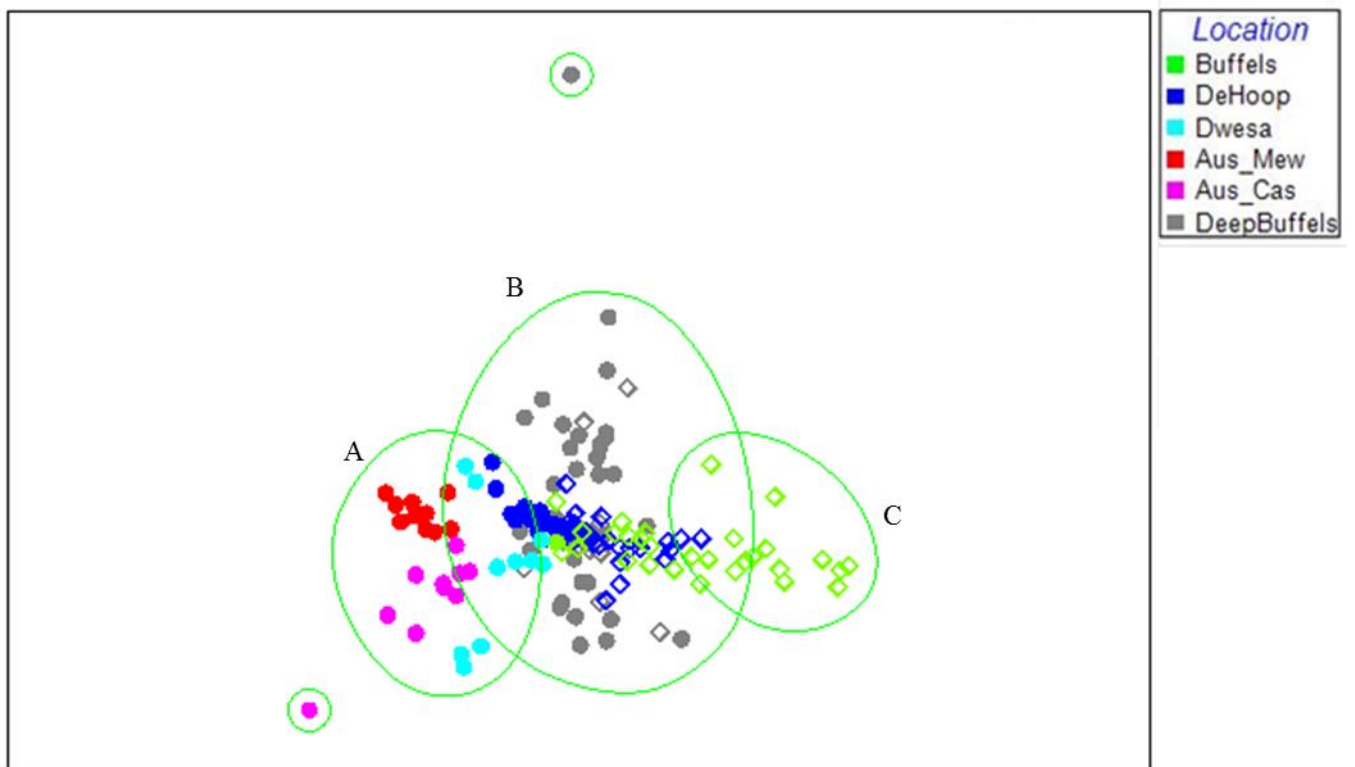 Location
Buffels
DeHoop
Dwesa
Aus_Mew
Aus_Cas
DeepBuffels
B
A
C